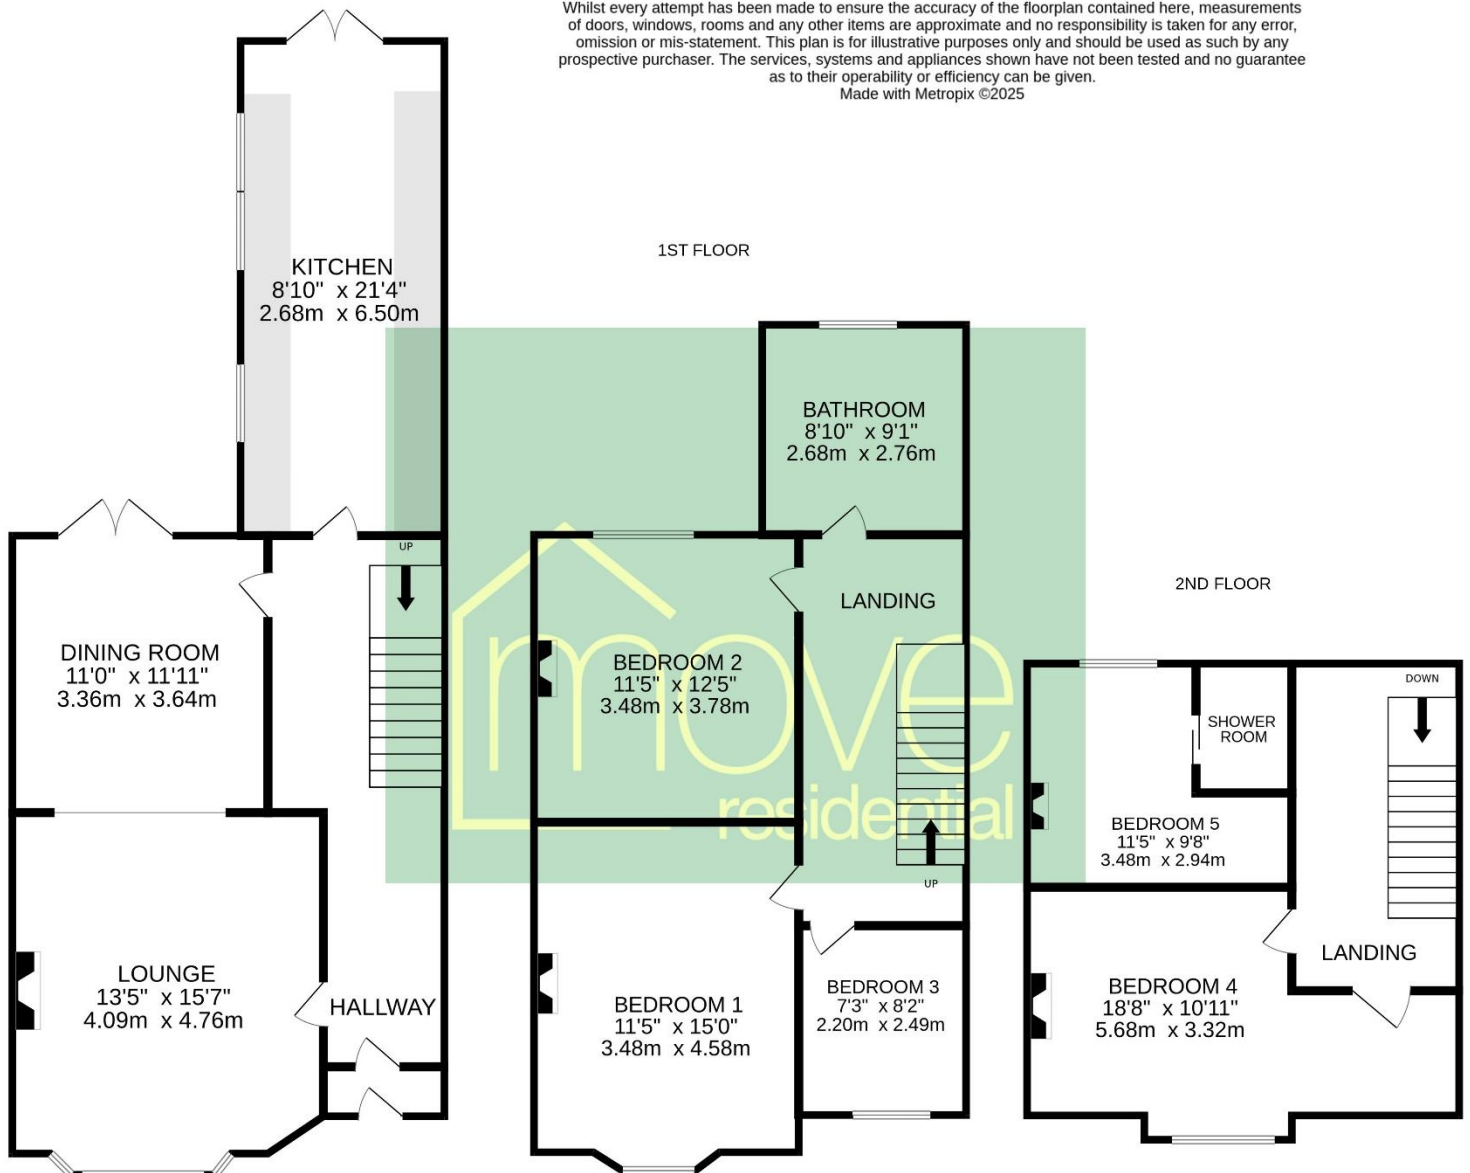 Whilst every attempt has been made to ensure the accuracy of the floorplan contained here, measurements
of doors, windows, rooms and any other items are approximate and no responsibility is taken for any error,
omission or mis-statement. This plan is for illustrative purposes only and should be used as such by any
prospective purchaser. The services, systems and appliances shown have not been tested and no guarantee
as to their operability or efficiency can be given.
Made with Metropix ©2025
KITCHEN
8'10" x 21'4"
2.68m x 6.50m
UP
DINING ROOM
11'0" x 11'11"
3.36m x 3.64m
LOUNGE
13'5" x 15'7"
4.09m x 4.76m
HALLWAY
1ST FLOOR
BATHROOM
8'10" x 9'1"
2.68m x 2.76m
LANDING
BEDROOM 2
11'5" x 12'5"
3.48m x 3.78m
move
residential
UP
BEDROOM 1
11'5" x 15'0"
3.48m x 4.58m
BEDROOM 3
7'3" x 8'2"
2.20m x 2.49m
2ND FLOOR
DOWN
SHOWER
ROOM
BEDROOM 5
11'5" x 9'8"
3.48m x 2.94m
LANDING
BEDROOM 4
18'8" x 10'11"
5.68m x 3.32m